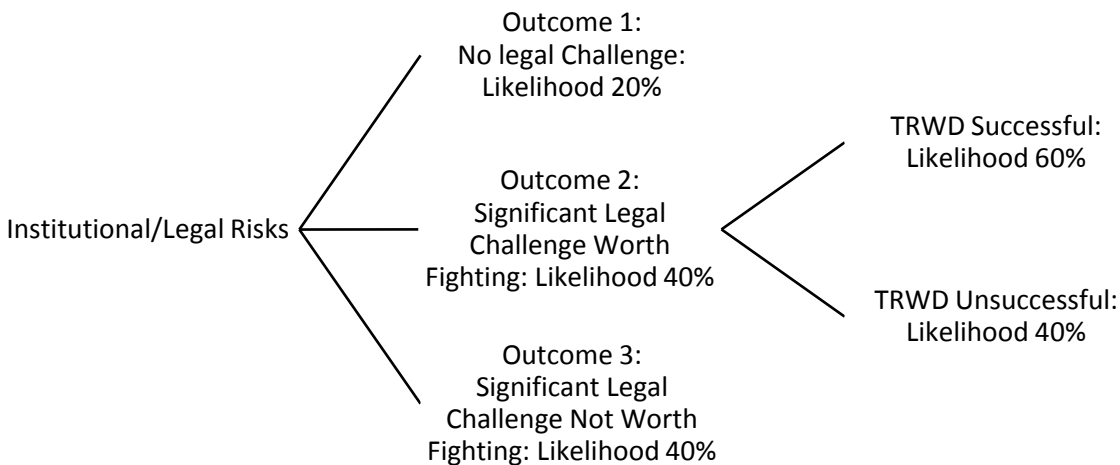 Outcome 1:
No legal Challenge:
Likelihood 20%
TRWD Successful:
Likelihood 60%
Institutional/Legal Risks
Outcome 2:
Significant Legal
Challenge Worth
Fighting: Likelihood 40%
TRWD Unsuccessful:
Likelihood 40%
Outcome 3:
Significant Legal
Challenge Not Worth
Fighting: Likelihood 40%